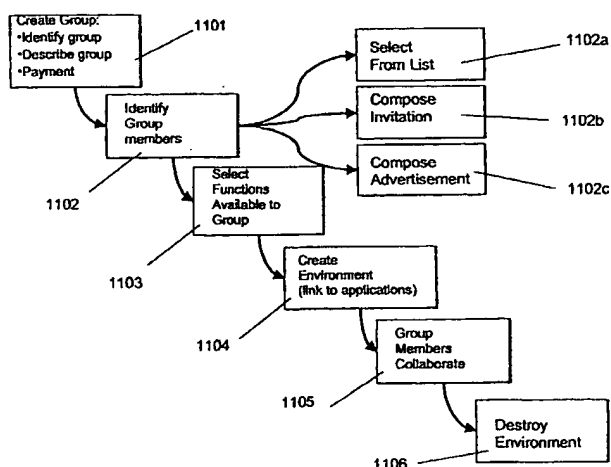 Create Group:
•Identify group
•Describe group
•Payment
1101
Identify
Group
members
1102
Select
From List
1102a
Compose
Invitation
1102b
Compose
Advertisement
1102c
Select
Functions
Available to
Group
1103
Create
Environment
(link to applications)
1104
Group
Members
Collaborate
1105
Destroy
Environment
1106